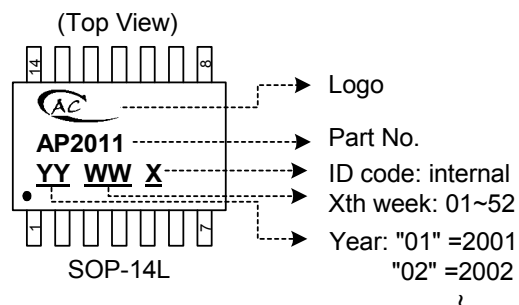 (Top View)
14 8
AC
Logo
AP2011
Part No.
YY WW X
ID code: internal
Xth week: 01~52
Year: "01" =2001
"02" =2002
~
1 7
SOP-14L